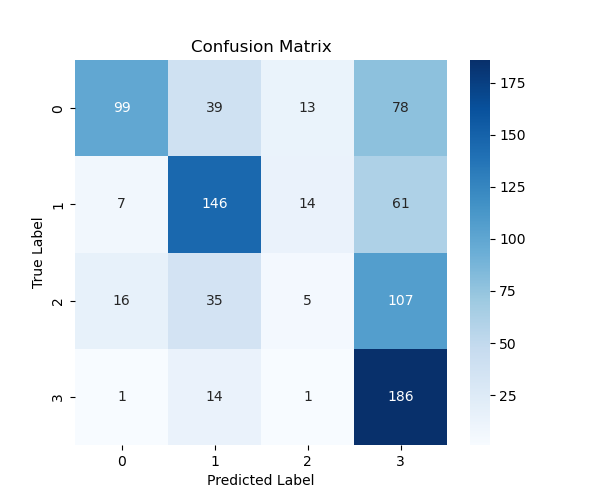 Confusion Matrix
True Label
0 99 39 13 78
1 7 146 14 61
2 16 35 5 107
3 1 14 1 186
0 1 2 3
Predicted Label
175
150
125
100
75
50
25